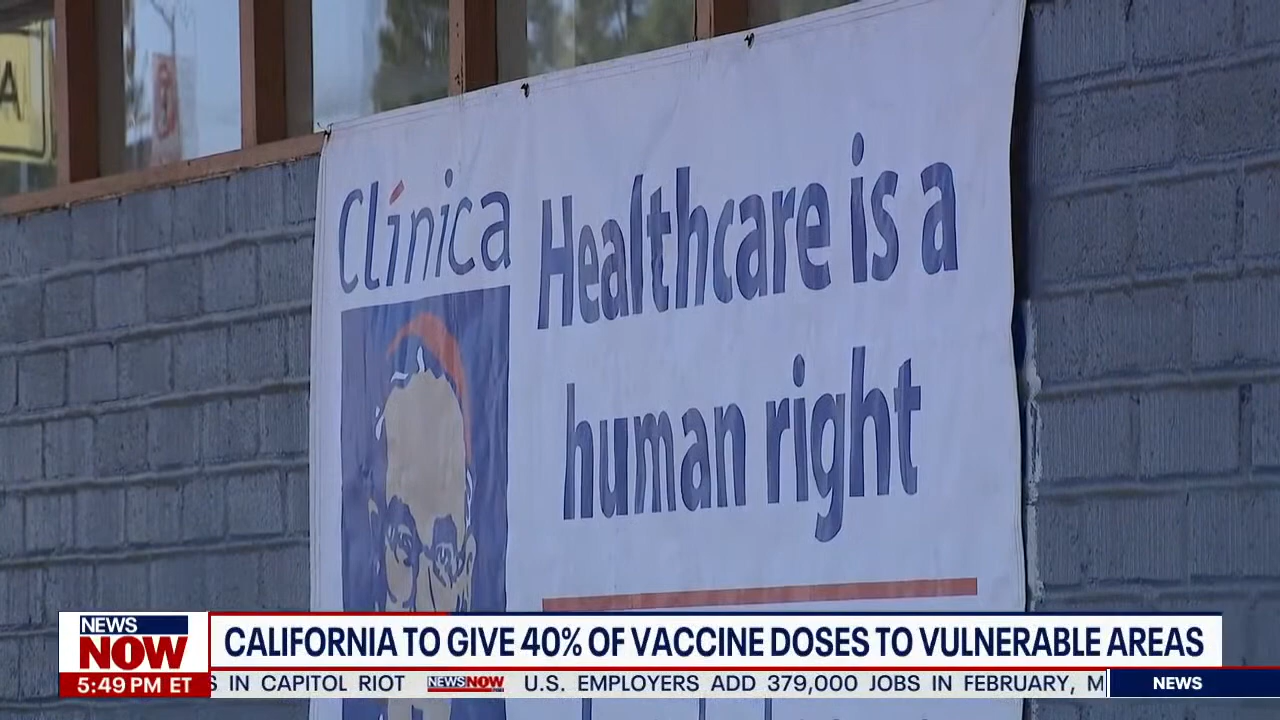 A
Clínica
Healthcare is a
human right
NEWS
NOW
CALIFORNIA TO GIVE 40% OF VACCINE DOSES TO VULNERABLE AREAS
5:49 PM ET
S IN CAPITOL RIOT NEWSNOW U.S. EMPLOYERS ADD 379,000 JOBS IN FEBRUARY, M
NEWS